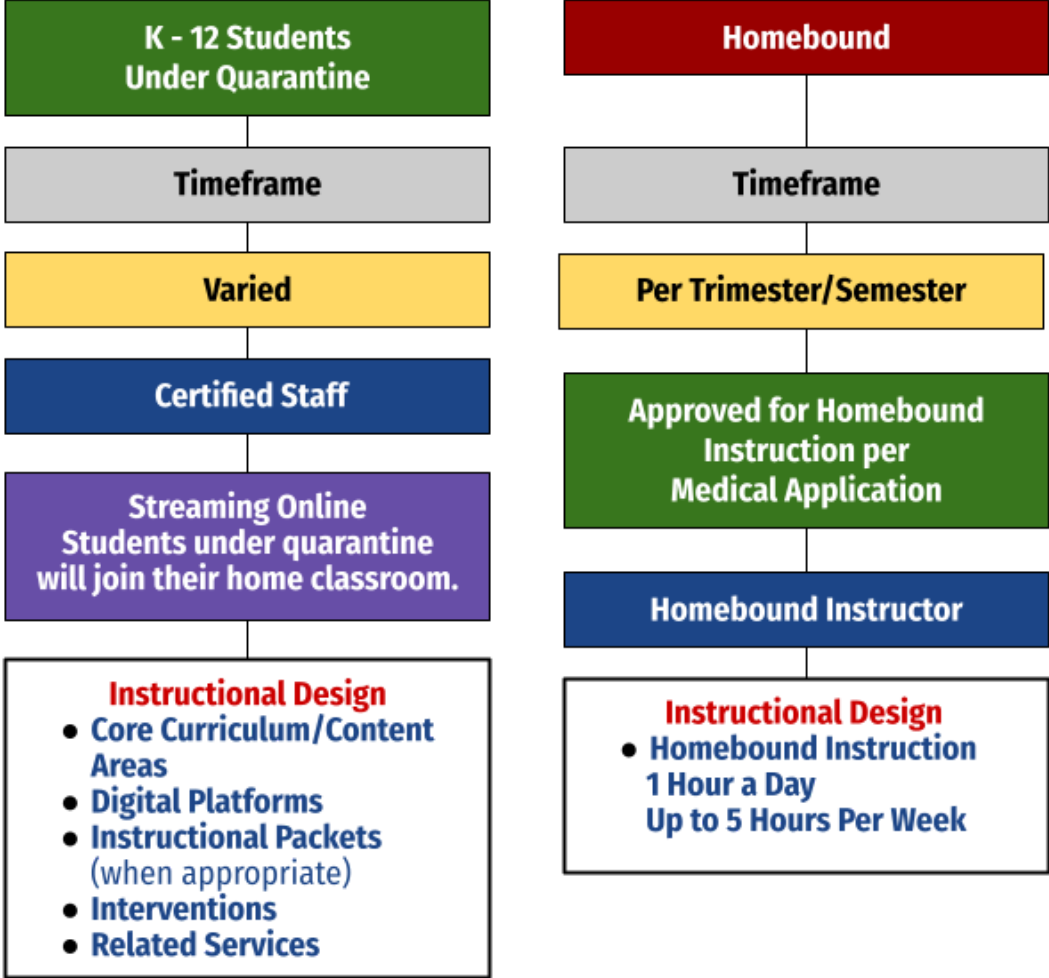 K - 12 Students
Under Quarantine
Timeframe
Varied
Certified Staff
Streaming Online
Students under quarantine
will join their home classroom.
Instructional Design
● Core Curriculum/Content
Areas
● Digital Platforms
● Instructional Packets
(when appropriate)
● Interventions
● Related Services
Homebound
Timeframe
Per Trimester/Semester
Approved for Homebound
Instruction per
Medical Application
Homebound Instructor
Instructional Design
● Homebound Instruction
1 Hour a Day
Up to 5 Hours Per Week